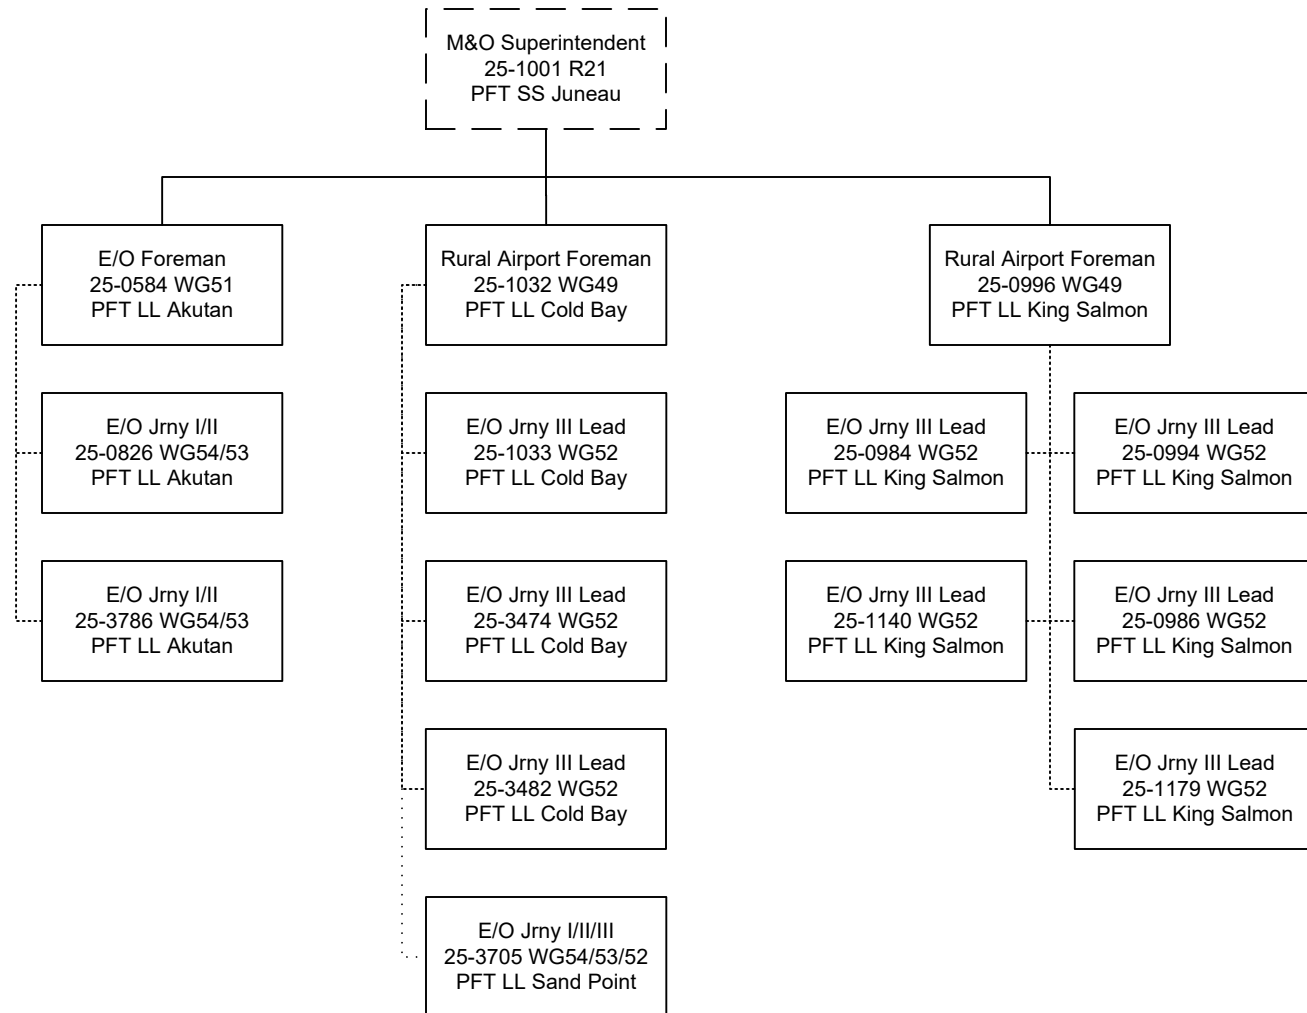 M&O Superintendent
25-1001 R21
PFT SS Juneau
E/O Foreman
25-0584 WG51
PFT LL Akutan
E/O Jrny I/II
25-0826 WG54/53
PFT LL Akutan
E/O Jrny I/II
25-3786 WG54/53
PFT LL Akutan
Rural Airport Foreman
25-1032 WG49
PFT LL Cold Bay
E/O Jrny III Lead
25-1033 WG52
PFT LL Cold Bay
E/O Jrny III Lead
25-3474 WG52
PFT LL Cold Bay
E/O Jrny III Lead
25-3482 WG52
PFT LL Cold Bay
E/O Jrny I/II/III
25-3705 WG54/53/52
PFT LL Sand Point
Rural Airport Foreman
25-0996 WG49
PFT LL King Salmon
E/O Jrny III Lead
25-0984 WG52
PFT LL King Salmon
E/O Jrny III Lead
25-0994 WG52
PFT LL King Salmon
E/O Jrny III Lead
25-1140 WG52
PFT LL King Salmon
E/O Jrny III Lead
25-0986 WG52
PFT LL King Salmon
E/O Jrny III Lead
25-1179 WG52
PFT LL King Salmon